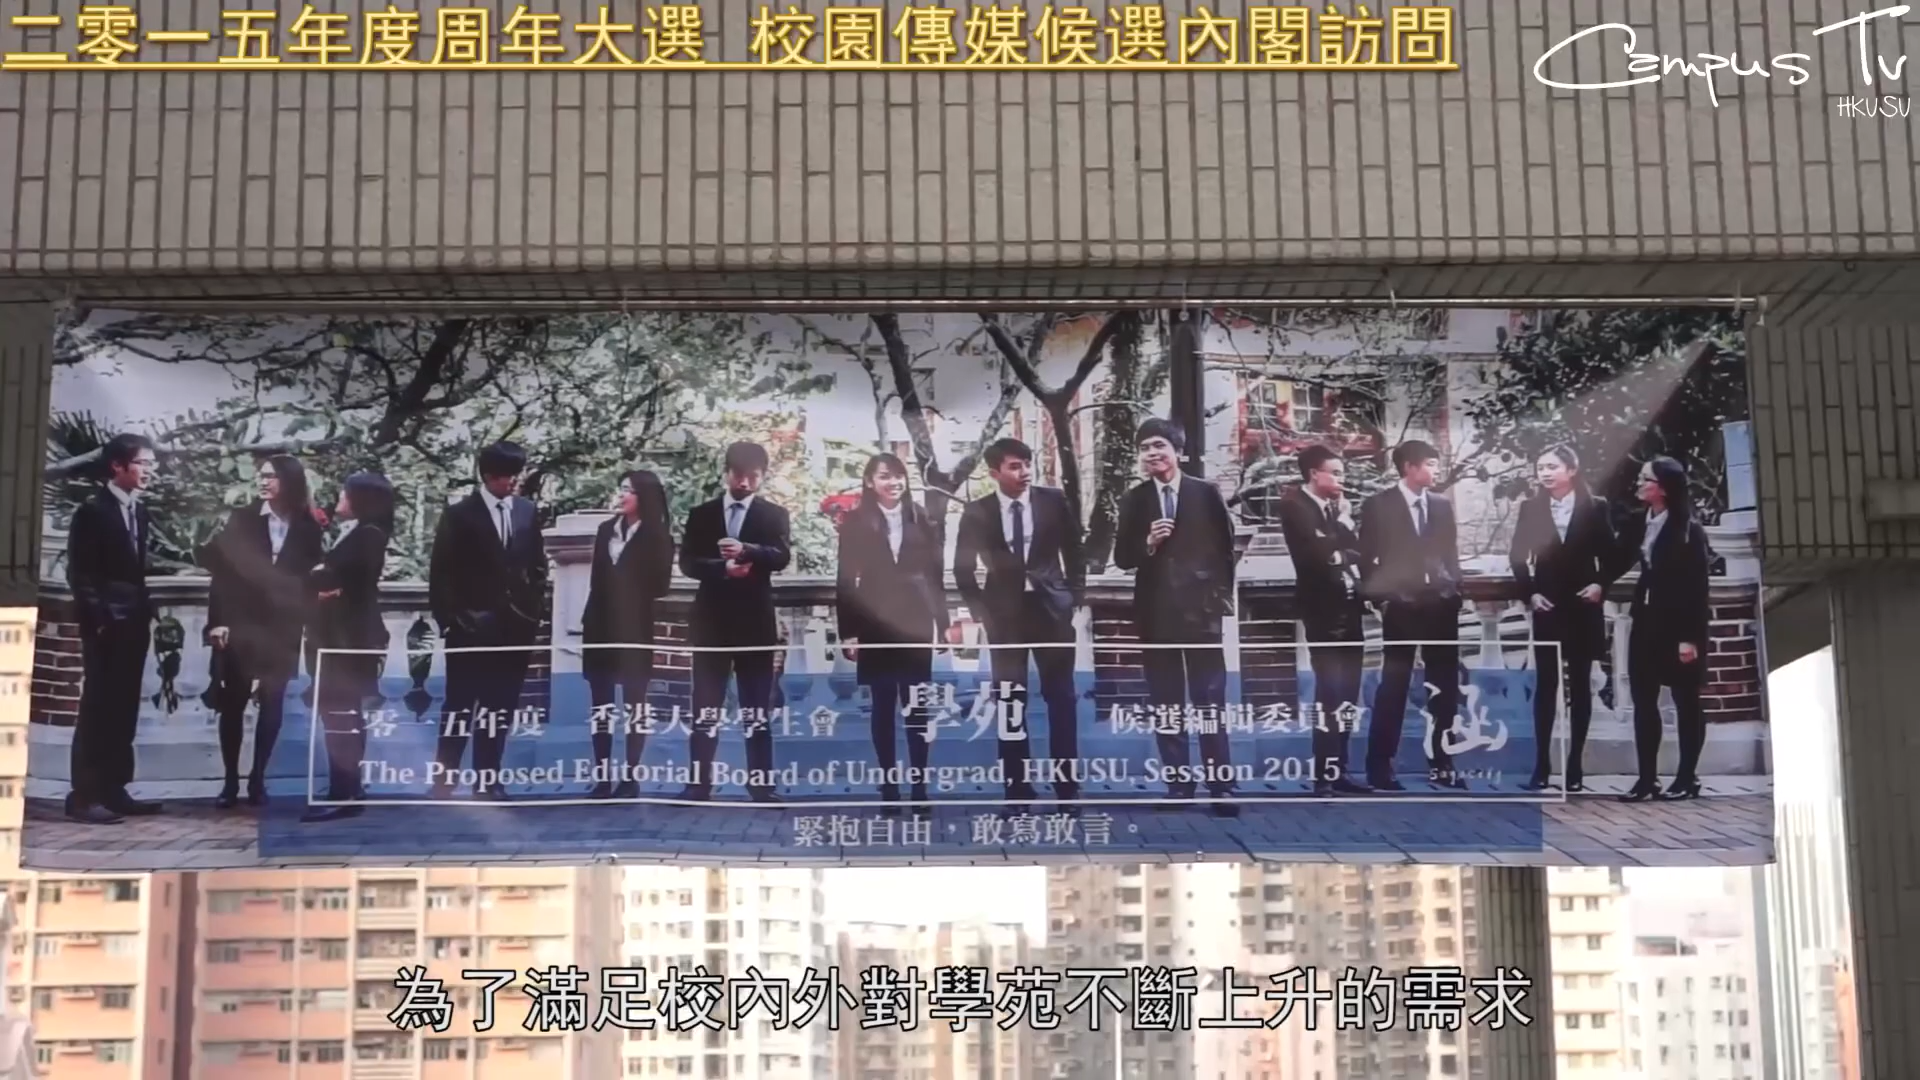 二零一五年度周年大選 校園傳媒候選內閣訪問
Campus Tv
HKUSU
二零一五年度 香港大學學生會 學苑 候選編輯委員會 涵
The Proposed Editorial Board of Undergrad, HKUSU, Session 2015 Sagacity
緊抱自由，敢寫敢言。
為了滿足校內外對學苑不斷上升的需求